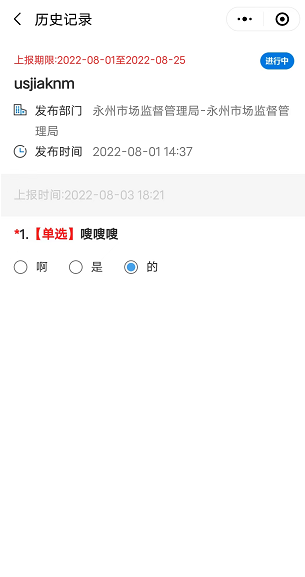 历史记录
上报期限:2022-08-01至2022-08-25
进行中
usjiaknm
发布部门 永州市场监督管理局-永州市场监督管理局
发布时间 2022-08-01 14:37
上报时间:2022-08-03 18:21
*1.【单选】嗖嗖嗖
啊 是 的